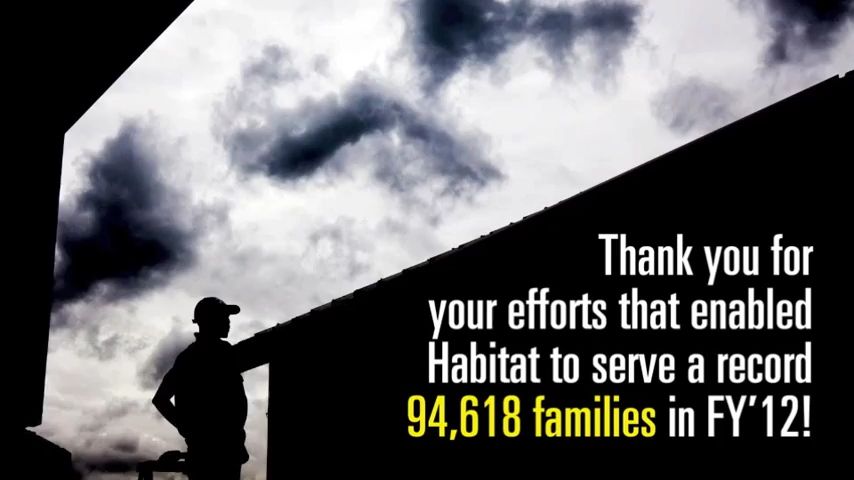 Thank you for
your efforts that enabled
Habitat to serve a record
94,618 families in FY’12!